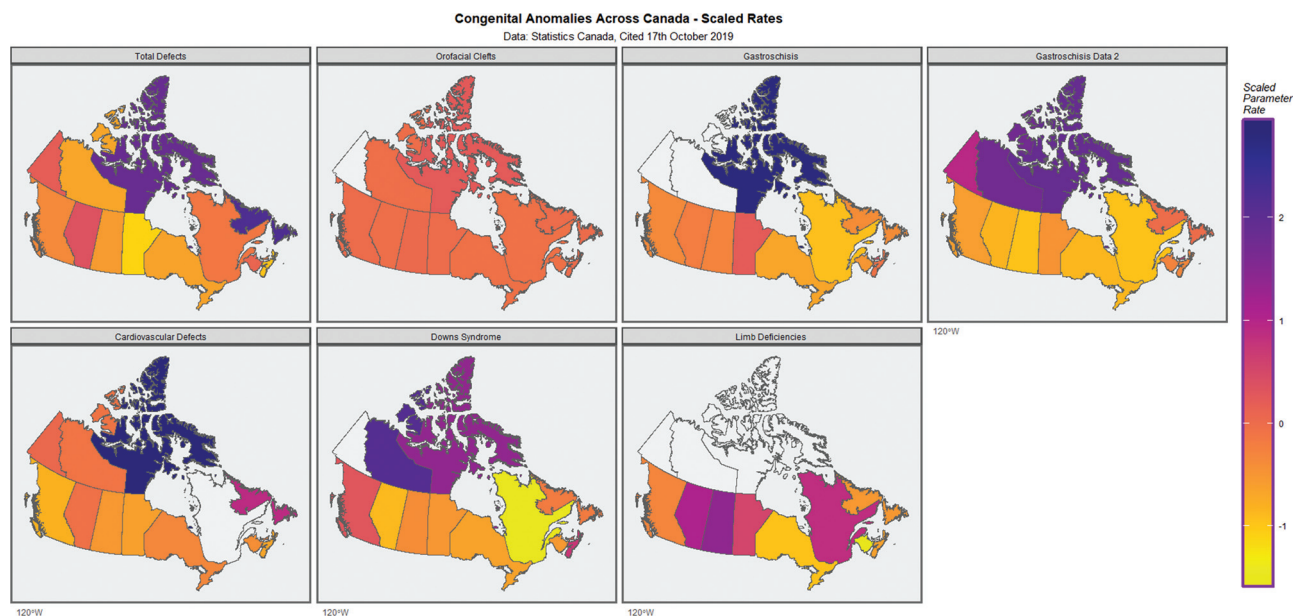 Congenital Anomalies Across Canada - Scaled Rates
Data: Statistics Canada, Cited 17th October 2019
Total Defects
Orofacial Clefts
Gastroschisis
Gastroschisis Data 2
Scaled
Parameter
Rate
2
1
0
-1
120°W
Cardiovascular Defects
Downs Syndrome
Limb Deficiencies
120°W
120°W
120°W